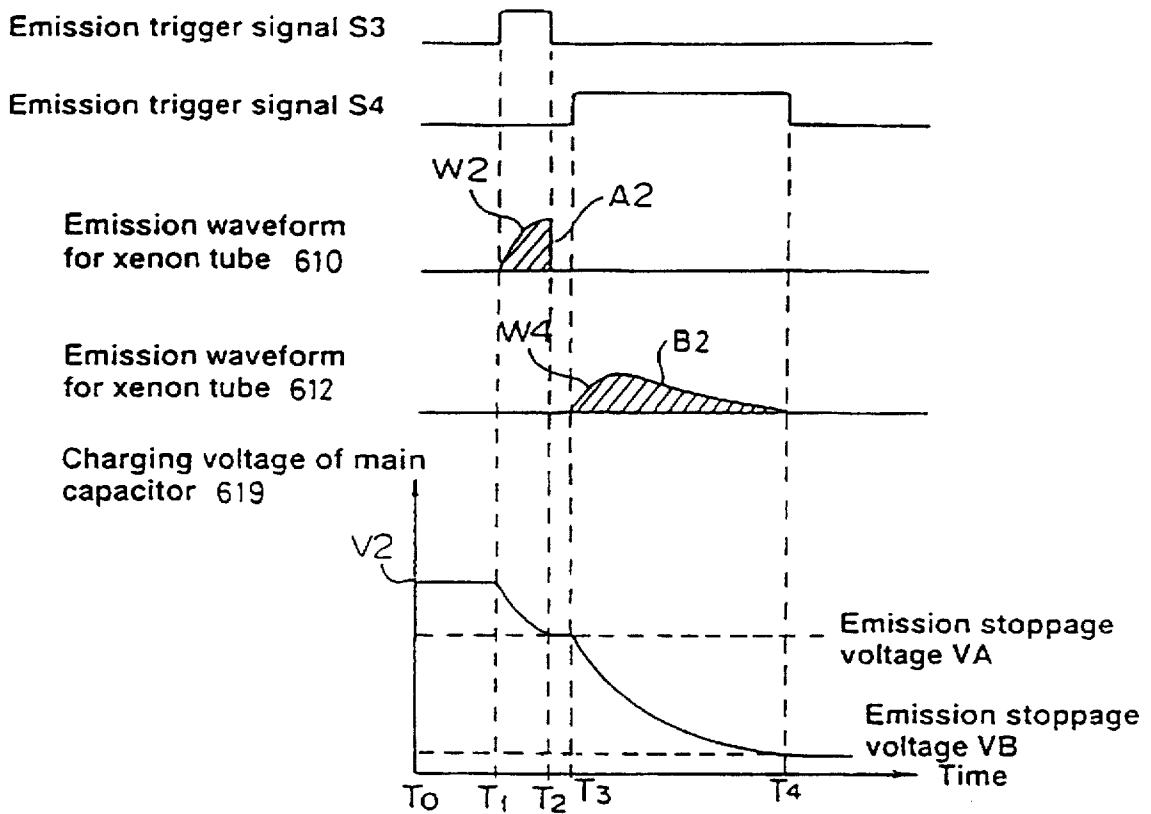 Emission trigger signal S3
Emission trigger signal S4
W2
A2
Emission waveform
for xenon tube 610
W4
B2
Emission waveform
for xenon tube 612
Charging voltage of main
capacitor 619
V2
Emission stoppage
voltage VA
Emission stoppage
voltage VB
Time
T0 T1 T2 T3 T4